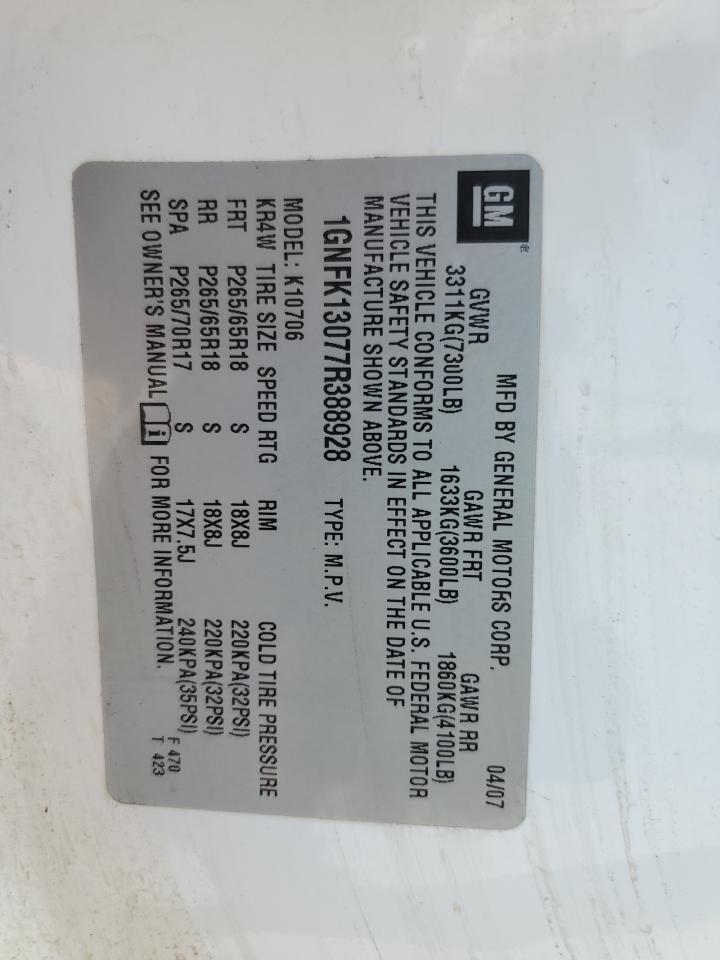 GM®
MFD BY GENERAL MOTORS CORP. 04/07
GVWR GAWR FRT GAWR RR
3311KG(7300LB) 1633KG(3600LB) 1860KG(4100LB)
THIS VEHICLE CONFORMS TO ALL APPLICABLE U.S. FEDERAL MOTOR
VEHICLE SAFETY STANDARDS IN EFFECT ON THE DATE OF
MANUFACTURE SHOWN ABOVE.
1GNFK13077R388928 TYPE: M.P.V.
MODEL: K10706
KR4W TIRE SIZE SPEED RTG RIM COLD TIRE PRESSURE
FRT P265/65R18 S 18X8J 220KPA(32PSI)
RR P265/65R18 S 18X8J 220KPA(32PSI)
SPA P265/70R17 S 17X7.5J 240KPA(35PSI)
SEE OWNER'S MANUAL i FOR MORE INFORMATION.
F 470
T 423